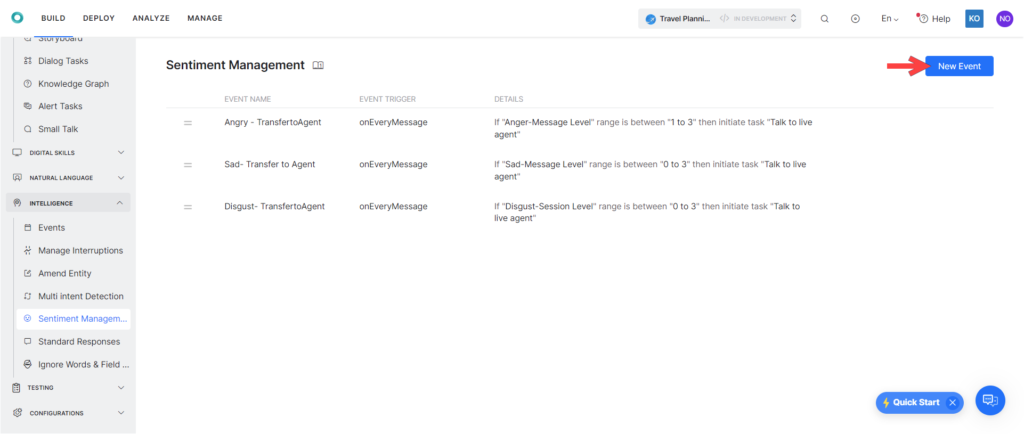 BUILD DEPLOY ANALYZE MANAGE Travel Planni... </> IN DEVELOPMENT En Help KO NO
Storyboard
Dialog Tasks
Knowledge Graph
Alert Tasks
Small Talk
DIGITAL SKILLS
NATURAL LANGUAGE
INTELLIGENCE
Events
Manage Interruptions
Amend Entity
Multi intent Detection
Sentiment Managem...
Standard Responses
Ignore Words & Field ...
TESTING
CONFIGURATIONS
Sentiment Management
New Event
EVENT NAME EVENT TRIGGER DETAILS
Angry - TransfertoAgent onEveryMessage If "Anger-Message Level" range is between "1 to 3" then initiate task "Talk to live
agent"
Sad- Transfer to Agent onEveryMessage If "Sad-Message Level" range is between "0 to 3" then initiate task "Talk to live
agent"
Disgust- TransfertoAgent onEveryMessage If "Disgust-Session Level" range is between "0 to 3" then initiate task "Talk to
live agent"
Quick Start